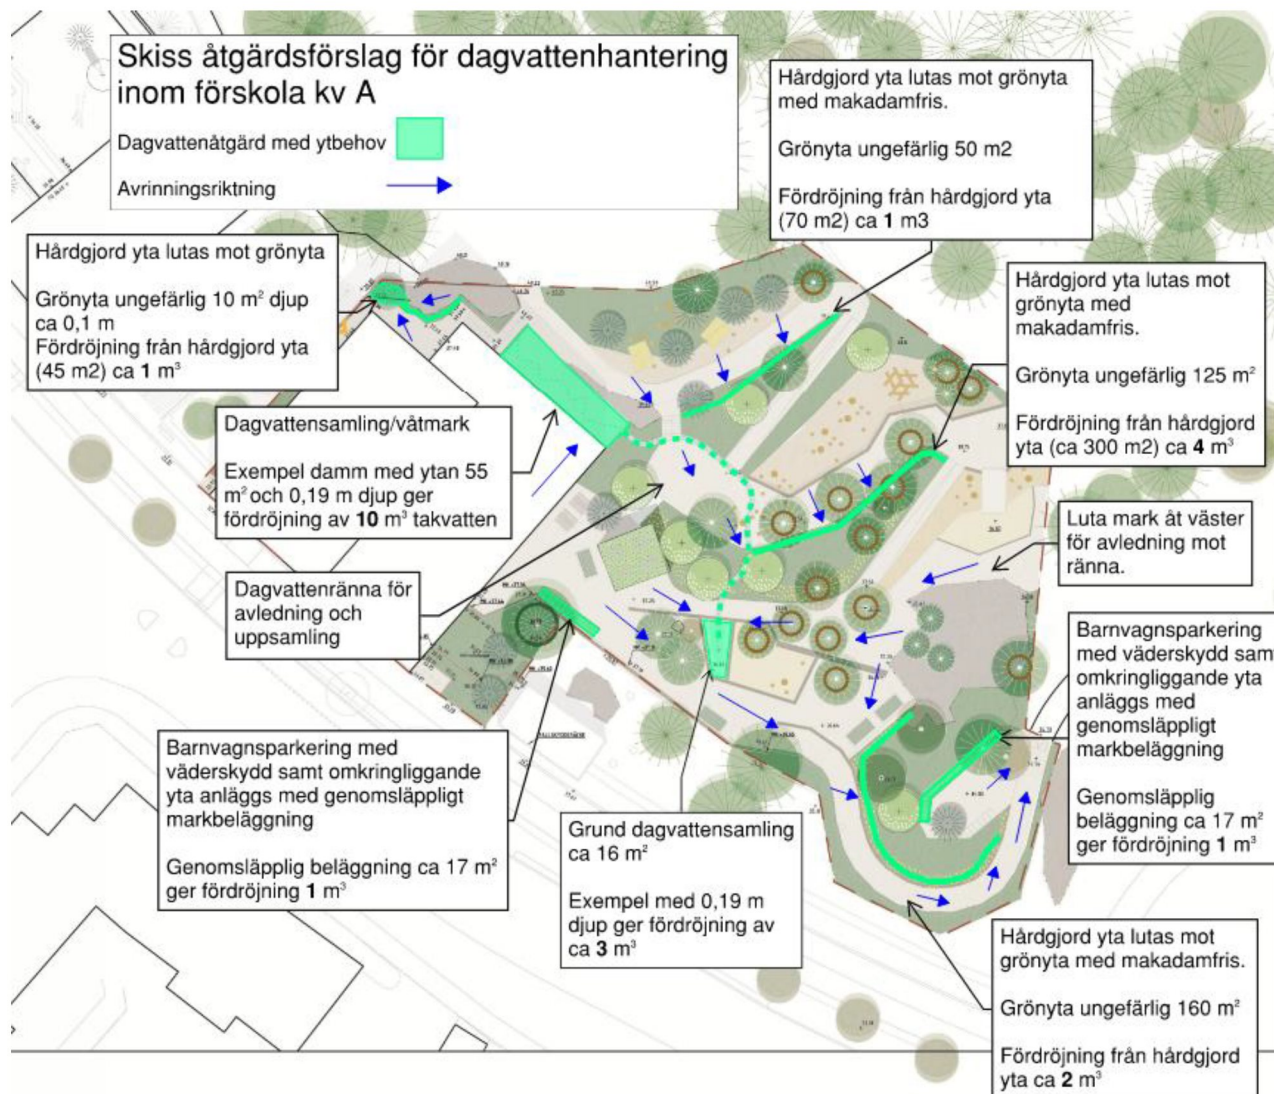 Skiss åtgärdsförslag för dagvattenhantering
inom förskola kv A
Dagvattenåtgärd med ytbehov
Avrinningsriktning
Hårdgjord yta lutas mot grönyta
med makadamfris.
Grönyta ungefärlig 50 m2
Fördröjning från hårdgjord yta
(70 m2) ca 1 m3
Hårdgjord yta lutas mot grönyta
Grönyta ungefärlig 10 m² djup
ca 0,1 m
Fördröjning från hårdgjord yta
(45 m2) ca 1 m³
Hårdgjord yta lutas mot
grönyta med
makadamfris.
Grönyta ungefärlig 125 m²
Fördröjning från hårdgjord
yta (ca 300 m2) ca 4 m³
Dagvattensamling/våtmark
Exempel damm med ytan 55
m² och 0,19 m djup ger
fördröjning av 10 m³ takvatten
Luta mark åt väster
för avledning mot
ränna.
Dagvattenränna för
avledning och
uppsamling
Barnvagnsparkering
med väderskydd samt
omkringliggande yta
anläggs med
genomsläppligt
markbeläggning
Genomsläpplig
beläggning ca 17 m²
ger fördröjning 1 m³
Barnvagnsparkering med
väderskydd samt omkringliggande
yta anläggs med genomsläppligt
markbeläggning
Genomsläpplig beläggning ca 17 m²
ger fördröjning 1 m³
Grund dagvattensamling
ca 16 m²
Exempel med 0,19 m
djup ger fördröjning av
ca 3 m³
Hårdgjord yta lutas mot
grönyta med makadamfris.
Grönyta ungefärlig 160 m²
Fördröjning från hårdgjord
yta ca 2 m³